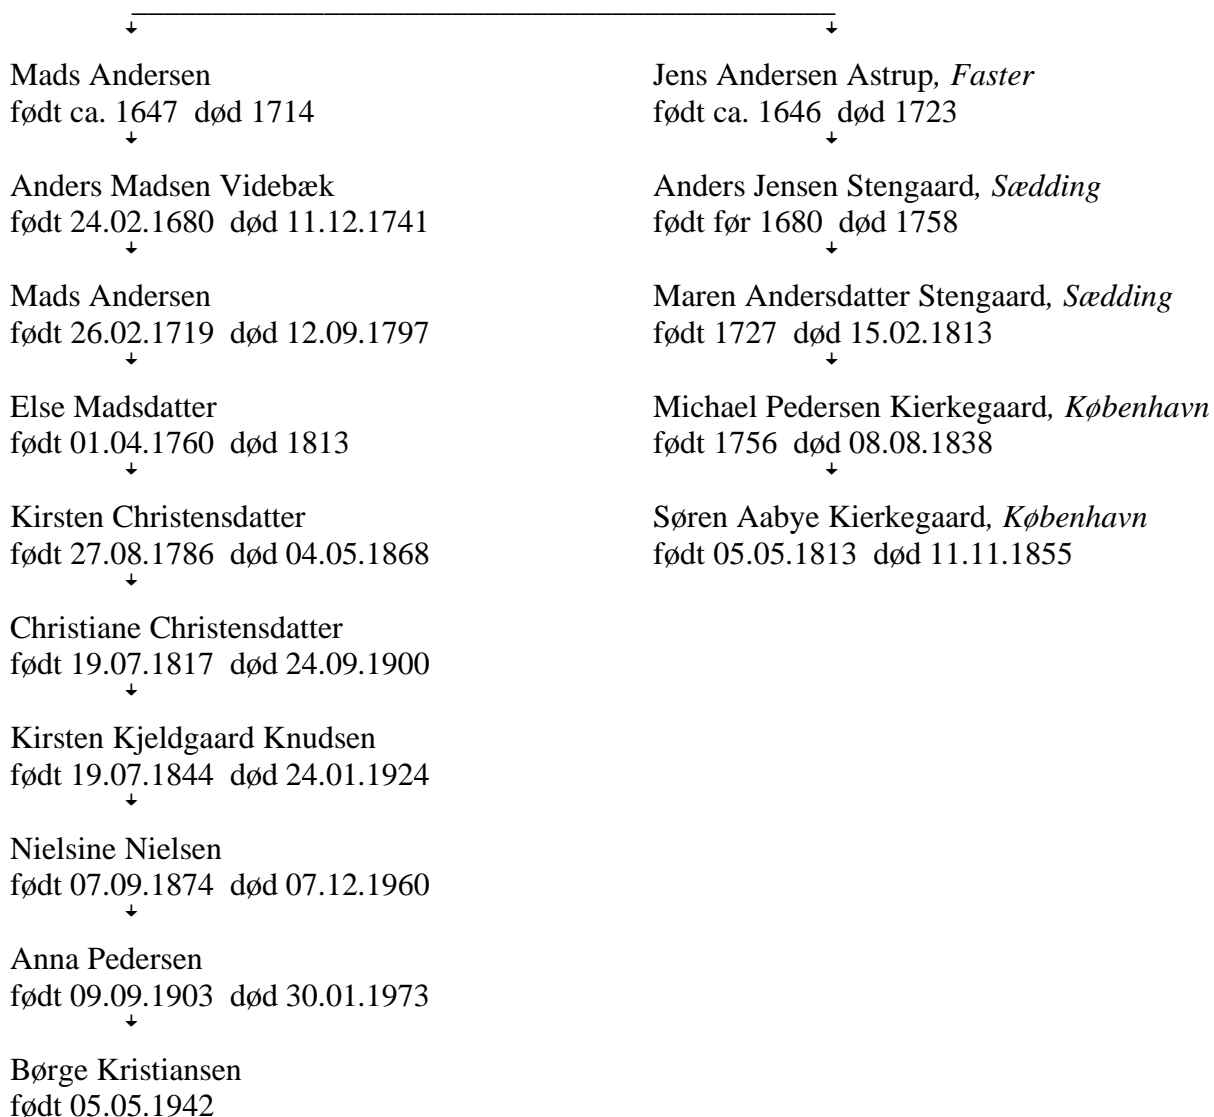 Mads Andersen
født ca. 1647  død 1714
Anders Madsen Videbæk
født 24.02.1680  død 11.12.1741
Mads Andersen
født 26.02.1719  død 12.09.1797
Else Madsdatter
født 01.04.1760  død 1813
Kirsten Christensdatter
født 27.08.1786  død 04.05.1868
Christiane Christensdatter
født 19.07.1817  død 24.09.1900
Kirsten Kjeldgaard Knudsen
født 19.07.1844  død 24.01.1924
Nielsine Nielsen
født 07.09.1874  død 07.12.1960
Anna Pedersen
født 09.09.1903  død 30.01.1973
Børge Kristiansen
født 05.05.1942
Jens Andersen Astrup, Faster
født ca. 1646  død 1723
Anders Jensen Stengaard, Sædding
født før 1680  død 1758
Maren Andersdatter Stengaard, Sædding
født 1727  død 15.02.1813
Michael Pedersen Kierkegaard, København
født 1756  død 08.08.1838
Søren Aabye Kierkegaard, København
født 05.05.1813  død 11.11.1855